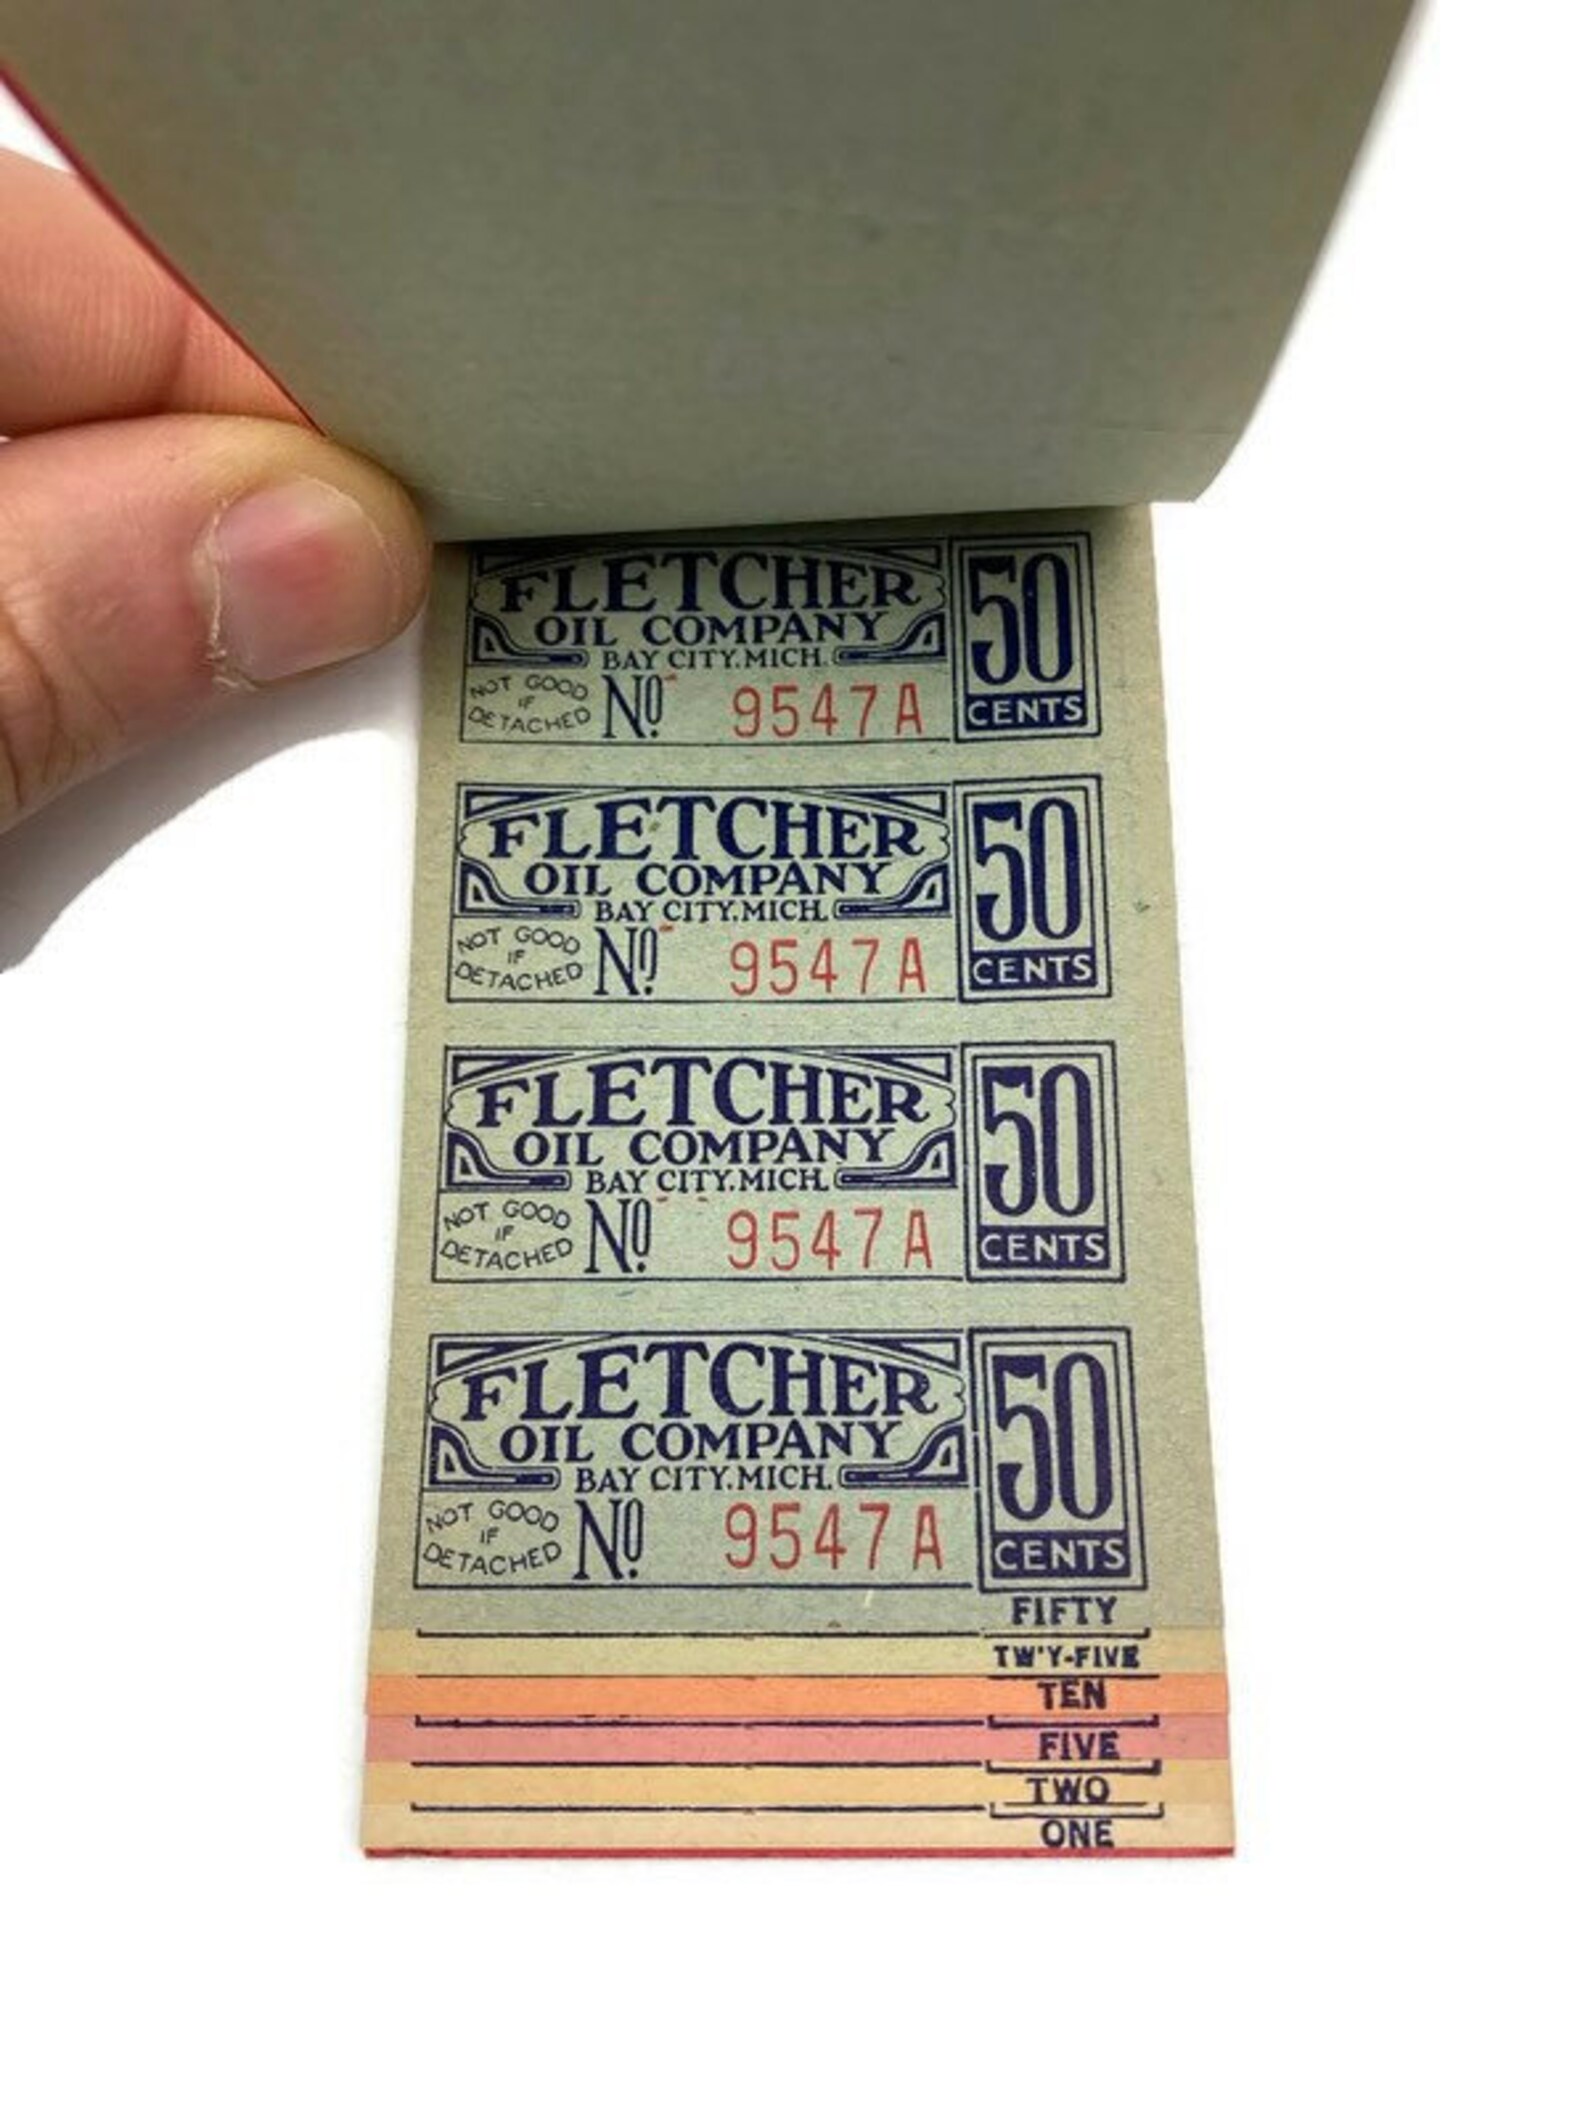 FLETCHER
OIL COMPANY
BAY CITY, MICH.
NOT GOOD
IF
DETACHED
No. 9547A
50
CENTS
FLETCHER
OIL COMPANY
BAY CITY, MICH.
NOT GOOD
IF
DETACHED
No. 9547A
50
CENTS
FLETCHER
OIL COMPANY
BAY CITY, MICH.
NOT GOOD
IF
DETACHED
No. 9547A
50
CENTS
FLETCHER
OIL COMPANY
BAY CITY, MICH.
NOT GOOD
IF
DETACHED
No. 9547A
50
CENTS
FIFTY
TW'Y-FIVE
TEN
FIVE
TWO
ONE